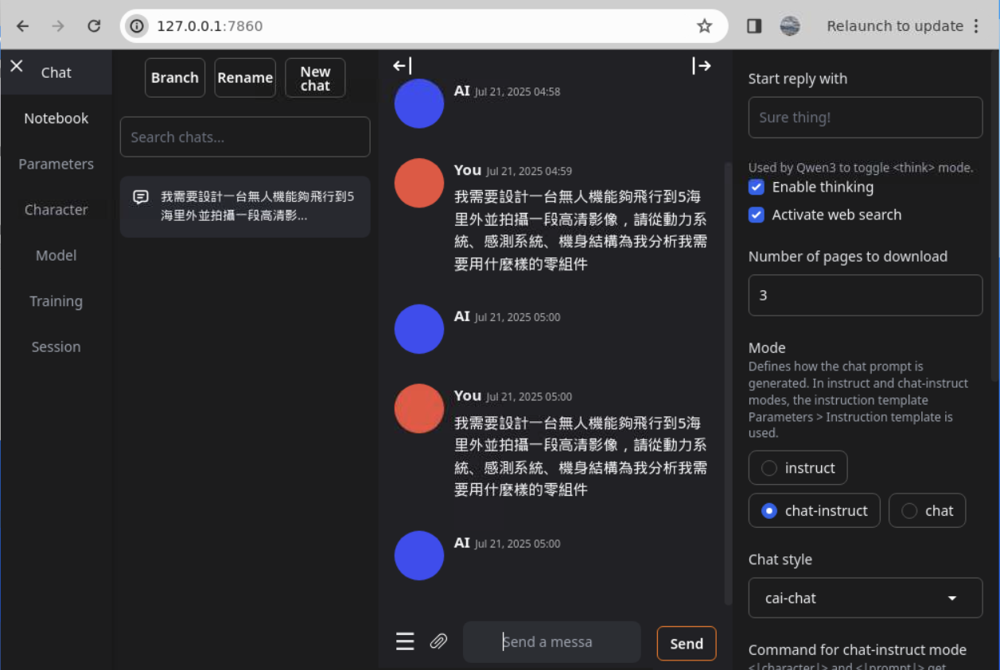 127.0.0.1:7860
Relaunch to update
Chat
Notebook
Parameters
Character
Model
Training
Session
Branch
Rename
New
chat
Search chats...
我需要設計一台無人機能夠飛行到5
海里外並拍攝一段高清影...
AI Jul 21, 2025 04:58
You Jul 21, 2025 04:59
我需要設計一台無人機能夠飛行到5海
里外並拍攝一段高清影像，請從動力系
統、感測系統、機身結構為我分析我需
要用什麼樣的零組件
AI Jul 21, 2025 05:00
You Jul 21, 2025 05:00
我需要設計一台無人機能夠飛行到5海
里外並拍攝一段高清影像，請從動力系
統、感測系統、機身結構為我分析我需
要用什麼樣的零組件
AI Jul 21, 2025 05:00
Send a messa
Send
Start reply with
Sure thing!
Used by Qwen3 to toggle <think> mode.
Enable thinking
Activate web search
Number of pages to download
3
Mode
Defines how the chat prompt is
generated. In instruct and chat-instruct
modes, the instruction template
Parameters > Instruction template is
used.
instruct
chat-instruct
chat
Chat style
cai-chat
Command for chat-instruct mode
<|character|> and <|prompt|> get